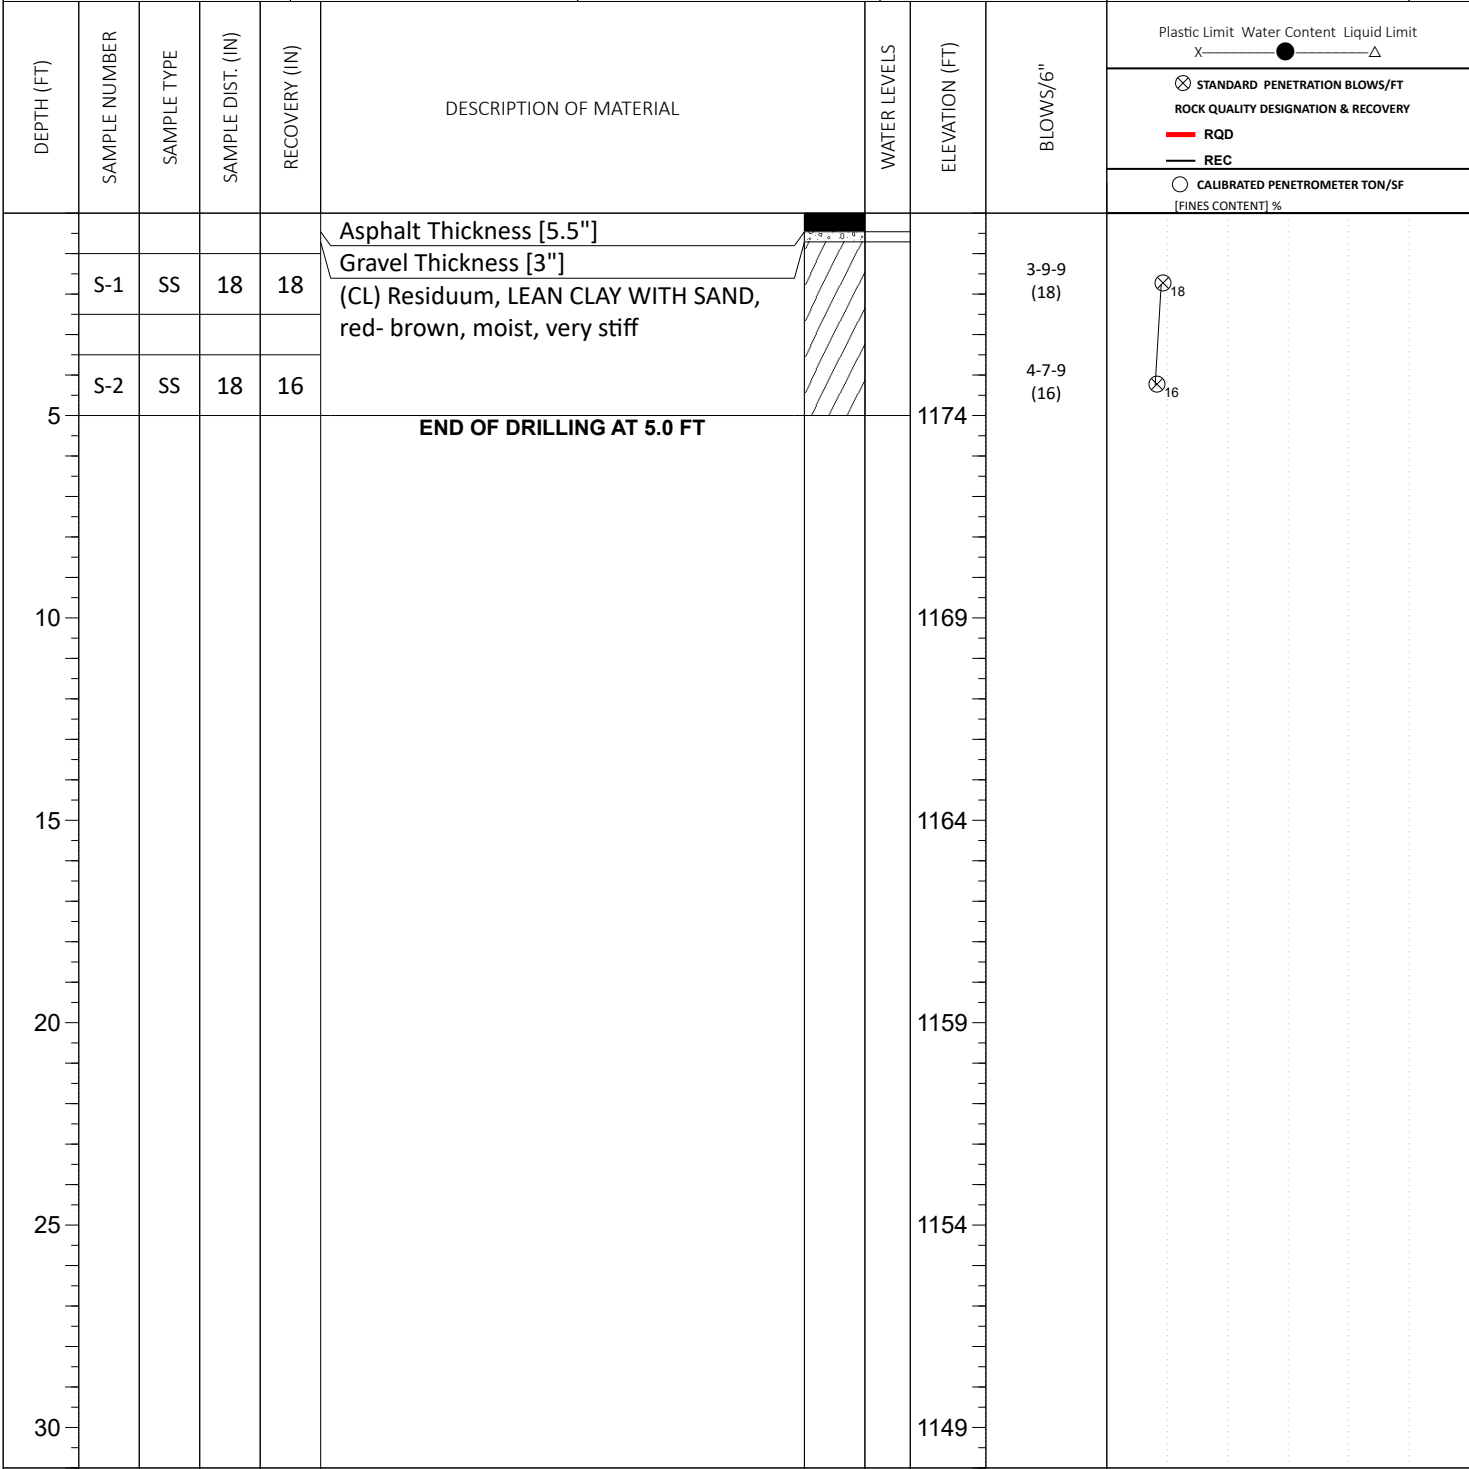 DEPTH (FT)
SAMPLE NUMBER
SAMPLE TYPE
SAMPLE DIST. (IN)
RECOVERY (IN)
DESCRIPTION OF MATERIAL
WATER LEVELS
ELEVATION (FT)
BLOWS/6"
Plastic Limit Water Content Liquid Limit
X
STANDARD PENETRATION BLOWS/FT
ROCK QUALITY DESIGNATION & RECOVERY
RQD
REC
CALIBRATED PENETROMETER TON/SF
[FINES CONTENT] %
Asphalt Thickness [5.5"]
Gravel Thickness [3"]
S-1 SS 18 18
(CL) Residuum, LEAN CLAY WITH SAND,
red- brown, moist, very stiff
3-9-9
(18)
18
S-2 SS 18 16
4-7-9
(16)
16
5
1174
END OF DRILLING AT 5.0 FT
10
1169
15
1164
20
1159
25
1154
30
1149